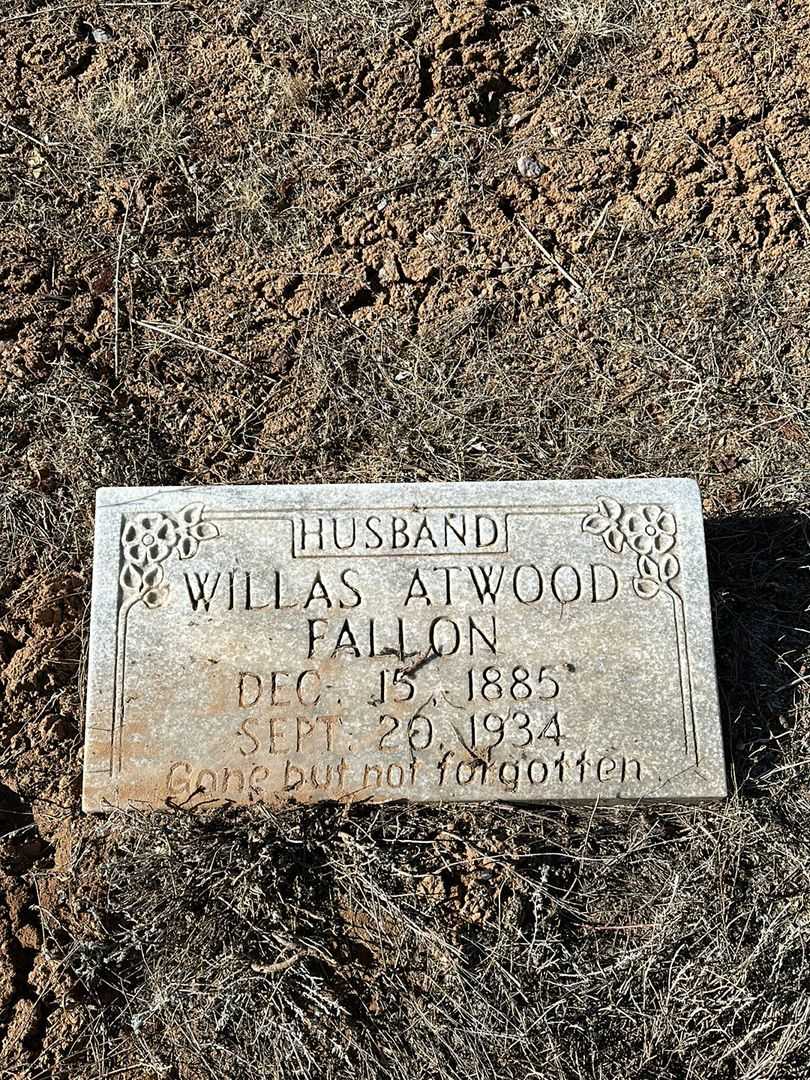 HUSBAND
WILLAS ATWOOD
FALLON
DEC. 15, 1885
SEPT. 20, 1934
Gone but not forgotten